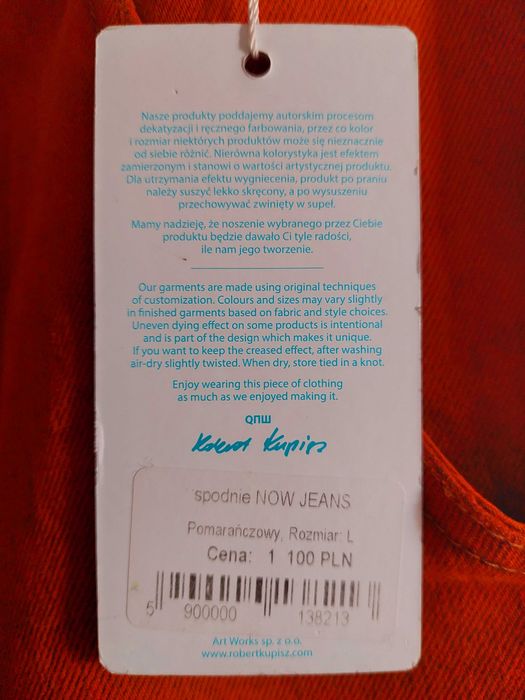 Nasze produkty poddajemy autorskim procesom
dekatyzacji i ręcznego farbowania, przez co kolor
i rozmiar niektórych produktów może się nieznacznie
od siebie różnić. Nierówna kolorystyka jest efektem
zamierzonym i stanowi o wartości artystycznej produktu.
Dla utrzymania efektu wygniecenia, produkt po praniu
należy suszyć lekko skręcony, a po wysuszeniu
przechowywać zwinięty w supeł.
Mamy nadzieję, że noszenie wybranego przez Ciebie
produktu będzie dawało Ci tyle radości,
ile nam jego tworzenie.
Our garments are made using original techniques
of customization. Colours and sizes may vary slightly
in finished garments based on fabric and style choices.
Uneven dying effect on some products is intentional
and is part of the design which makes it unique.
If you want to keep the creased effect, after washing
air-dry slightly twisted. When dry, store tied in a knot.
Enjoy wearing this piece of clothing
as much as we enjoyed making it.
QПШ
Robert Kupisz
spodnie NOW JEANS
Pomarańczowy, Rozmiar: L
Cena: 1 100 PLN
5 900000 138213
Art Works sp. z o.o.
www.robertkupisz.com